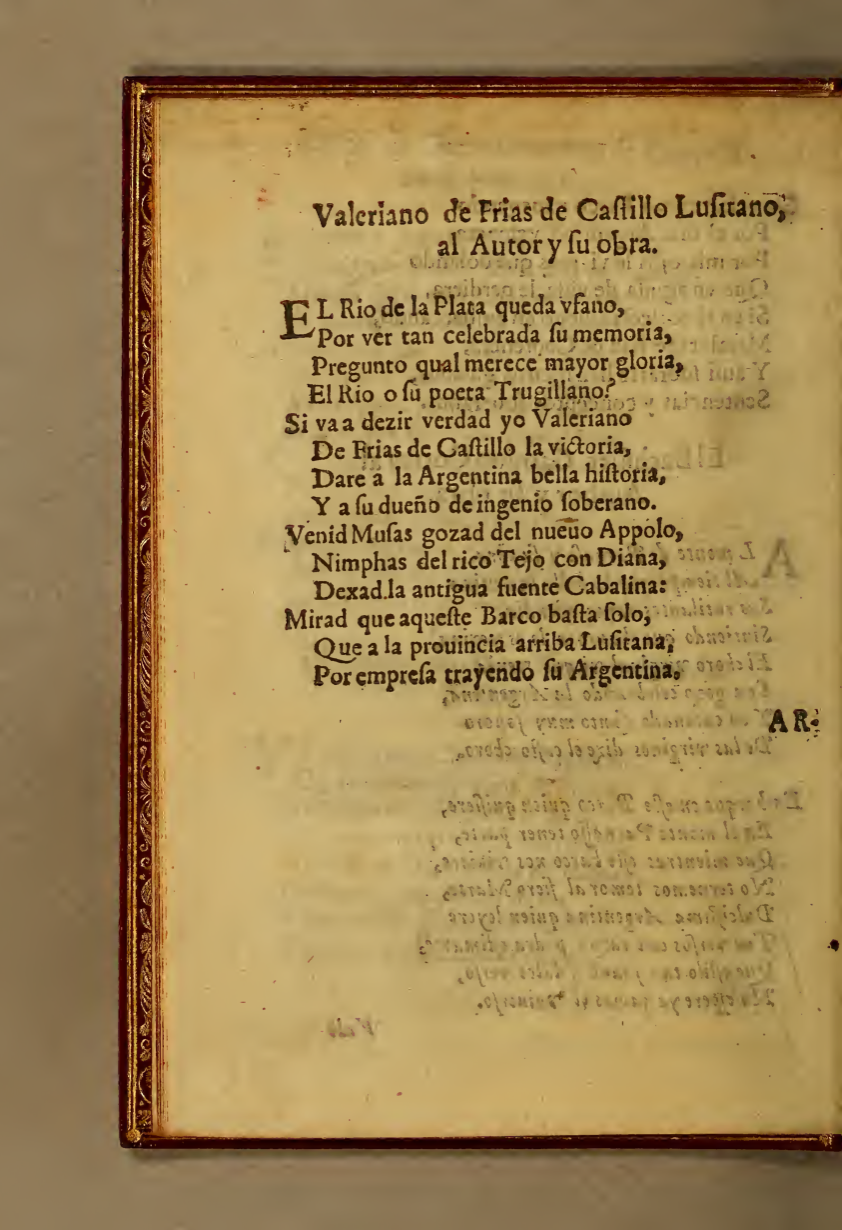 Valeriano de Frias de Caſtillo Luſitano,
al Autor y ſu obra.
EL Rio de la Plata queda vfano,
Por ver tan celebrada ſu memoria,
Pregunto qual merece mayor gloria,
El Rio o ſu poeta Trugillano?
Si va a dezir verdad yo Valeriano
De Frias de Caſtillo la victoria,
Daré á la Argentina bella hiſtoria,
Y a ſu dueño de ingenio ſoberano.
Venid Muſas gozad del nueuo Appolo,
Nimphas del rico Tejo con Diana,
Dexad la antigua fuente Cabalina:
Mirad que aqueſte Barco baſta ſolo,
Que a la prouincia arriba Luſitana,
Por empreſa trayendo ſu Argentina.
AR-